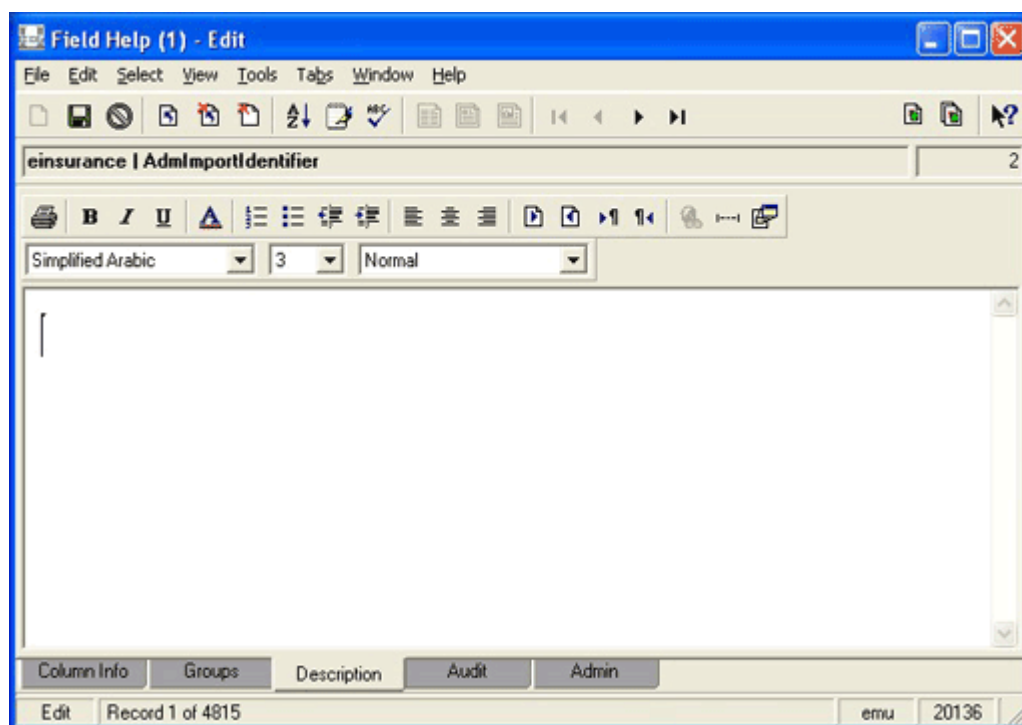 Field Help (1) - Edit
File Edit Select View Tools Tabs Window Help
einsurance | AdmImportIdentifier 2
B I U A
Simplified Arabic 3 Normal
Column Info Groups Description Audit Admin
Edit Record 1 of 4815 emu 20136